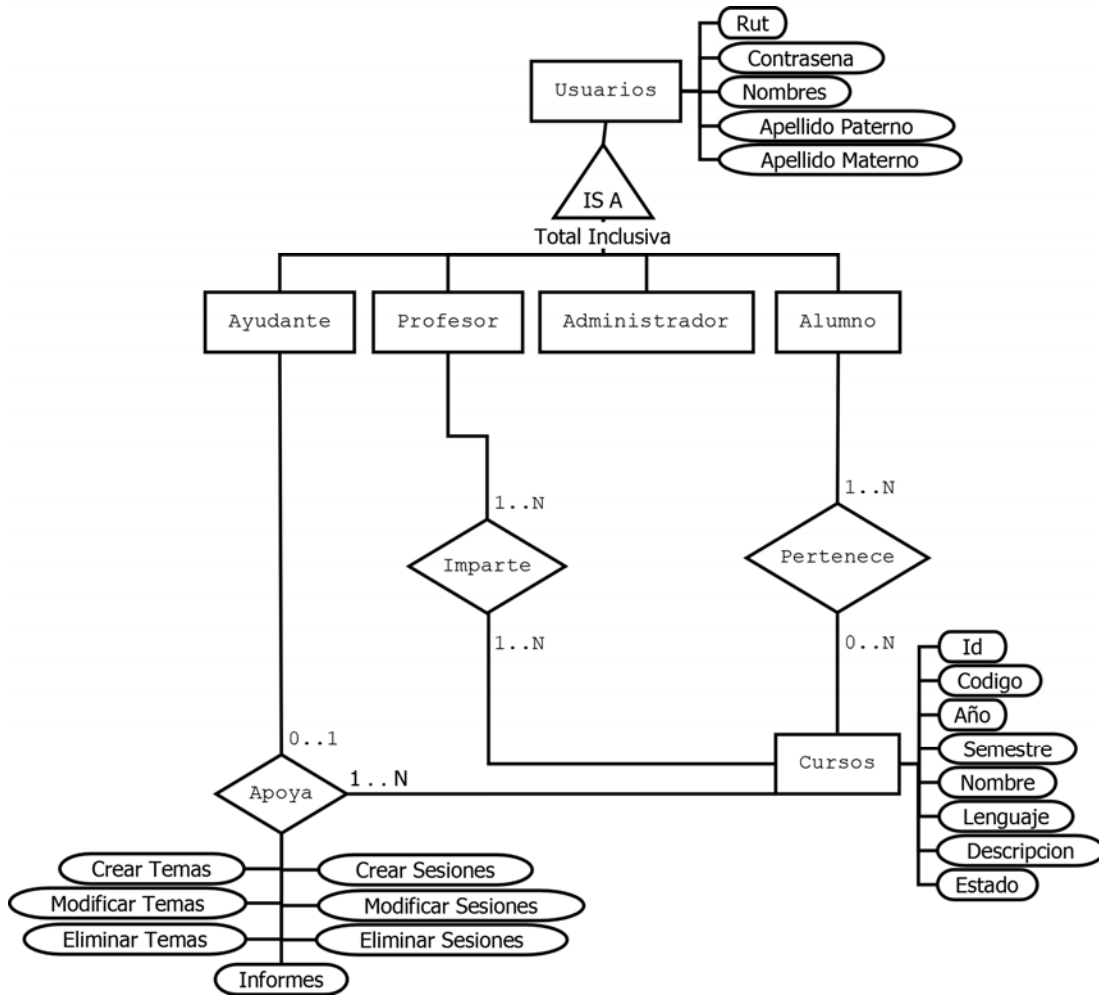 Rut
Contrasena
Usuarios
Nombres
Apellido Paterno
Apellido Materno
IS A
Total Inclusiva
Ayudante
Profesor
Administrador
Alumno
1..N
1..N
Imparte
Pertenece
1..N
0..N
Id
Codigo
Año
0..1
Semestre
Cursos
1..N
Apoya
Nombre
Lenguaje
Descripcion
Estado
Crear Temas
Crear Sesiones
Modificar Temas
Modificar Sesiones
Eliminar Temas
Eliminar Sesiones
Informes